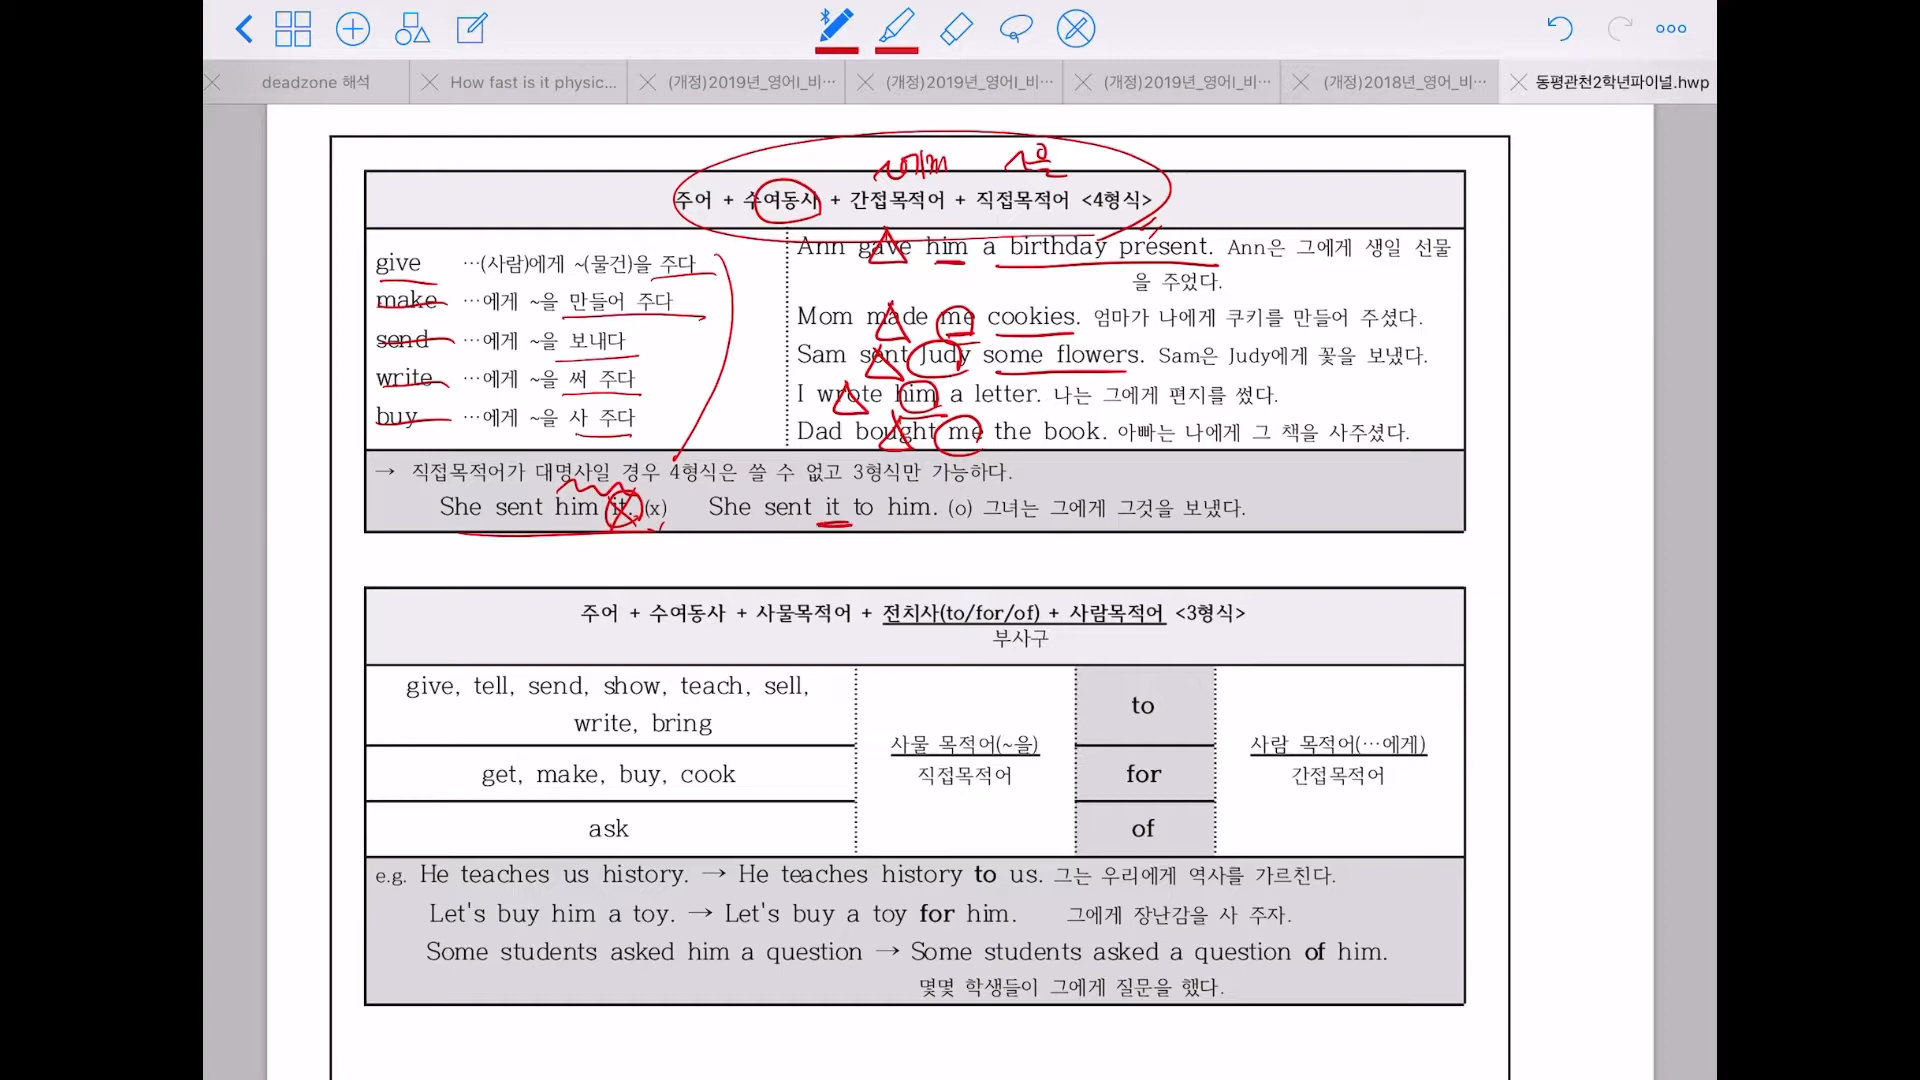 deadzone 해석
How fast is it physic...
(개정)2019년_영어I_비…
(개정)2019년_영어I_비…
(개정)2019년_영어I_비…
(개정)2018년_영어_비…
동평관천2학년파이널.hwp
~에게 ~을
주어 + 수여동사 + 간접목적어 + 직접목적어 <4형식>
give …(사람)에게 ~(물건)을 주다
make …에게 ~을 만들어 주다
send …에게 ~을 보내다
write …에게 ~을 써 주다
buy …에게 ~을 사 주다
Ann gave him a birthday present. Ann은 그에게 생일 선물
을 주었다.
Mom made me cookies. 엄마가 나에게 쿠키를 만들어 주셨다.
Sam sent Judy some flowers. Sam은 Judy에게 꽃을 보냈다.
I wrote him a letter. 나는 그에게 편지를 썼다.
Dad bought me the book. 아빠는 나에게 그 책을 사주셨다.
→ 직접목적어가 대명사일 경우 4형식은 쓸 수 없고 3형식만 가능하다.
She sent him it. (x) She sent it to him. (o) 그녀는 그에게 그것을 보냈다.
주어 + 수여동사 + 사물목적어 + 전치사(to/for/of) + 사람목적어 <3형식>
부사구
give, tell, send, show, teach, sell,
write, bring
to
get, make, buy, cook
for
ask
of
사물 목적어(~을)
직접목적어
사람 목적어(…에게)
간접목적어
e.g. He teaches us history. → He teaches history to us. 그는 우리에게 역사를 가르친다.
Let's buy him a toy. → Let's buy a toy for him. 그에게 장난감을 사 주자.
Some students asked him a question → Some students asked a question of him.
몇몇 학생들이 그에게 질문을 했다.